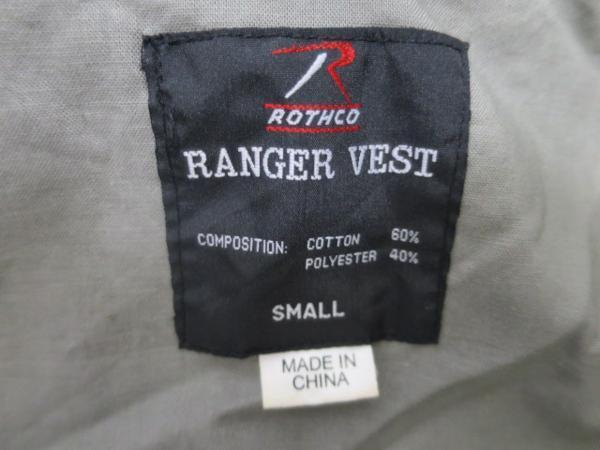 R
ROTHCO
RANGER VEST
COMPOSITION: COTTON 60%
POLYESTER 40%
SMALL
MADE IN
CHINA